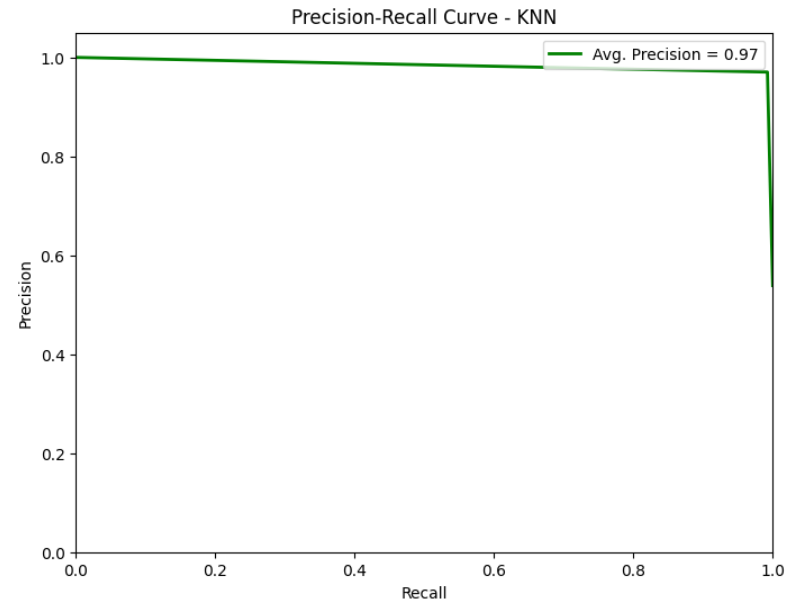 Precision-Recall Curve - KNN
Avg. Precision = 0.97
1.0
0.8
0.6
0.4
0.2
0.0
Precision
0.0 0.2 0.4 0.6 0.8 1.0
Recall